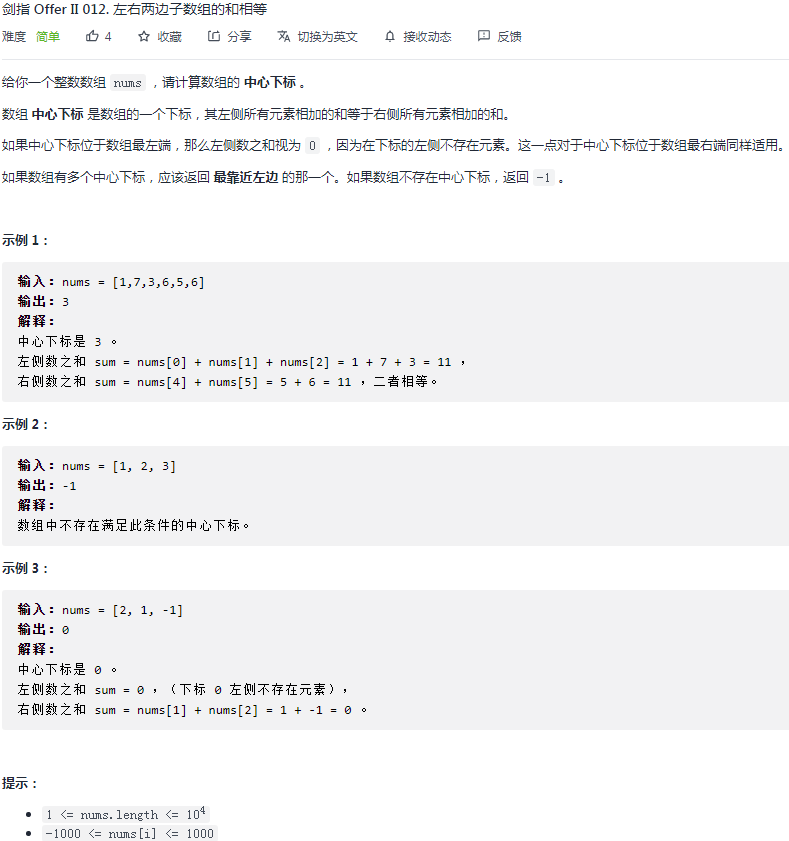 剑指 Offer II 012. 左右两边子数组的和相等
难度 简单 4 收藏 分享 切换为英文 接收动态 反馈
给你一个整数数组 nums ，请计算数组的 中心下标 。
数组 中心下标 是数组的一个下标，其左侧所有元素相加的和等于右侧所有元素相加的和。
如果中心下标位于数组最左端，那么左侧数之和视为 0 ，因为在下标的左侧不存在元素。这一点对于中心下标位于数组最右端同样适用。
如果数组有多个中心下标，应该返回 最靠近左边 的那一个。如果数组不存在中心下标，返回 -1 。
示例 1：
输入：nums = [1,7,3,6,5,6]
输出：3
解释：
中心下标是 3 。
左侧数之和 sum = nums[0] + nums[1] + nums[2] = 1 + 7 + 3 = 11 ，
右侧数之和 sum = nums[4] + nums[5] = 5 + 6 = 11 ，二者相等。
示例 2：
输入：nums = [1, 2, 3]
输出：-1
解释：
数组中不存在满足此条件的中心下标。
示例 3：
输入：nums = [2, 1, -1]
输出：0
解释：
中心下标是 0 。
左侧数之和 sum = 0 ，（下标 0 左侧不存在元素），
右侧数之和 sum = nums[1] + nums[2] = 1 + -1 = 0 。
提示：
• 1 <= nums.length <= 10⁴
• -1000 <= nums[i] <= 1000